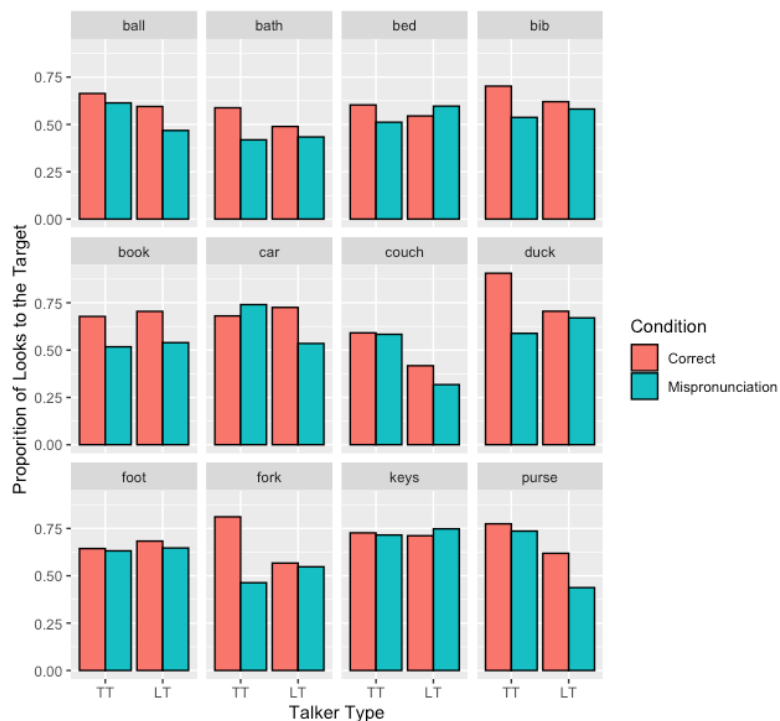 ball bath bed bib
0.75
0.50
0.25
0.00
book car couch duck
0.75
0.50
0.25
0.00
foot fork keys purse
0.75
0.50
0.25
0.00
TT LT TT LT TT LT TT LT
Talker Type
Proportion of Looks to the Target
Condition
Correct
Mispronunciation